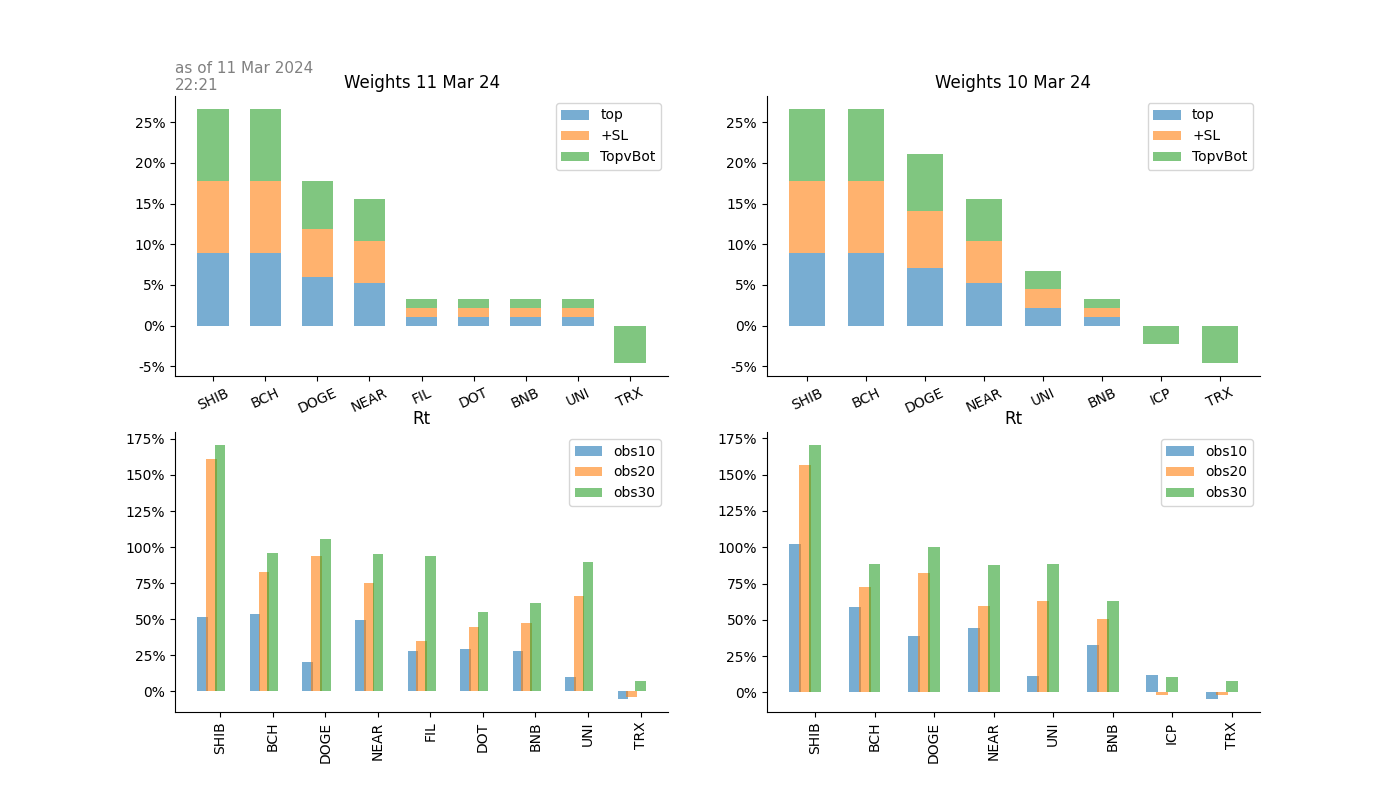 as of 11 Mar 2024
22:21
Weights 11 Mar 24
25%
20%
15%
10%
5%
0%
-5%
top
+SL
TopvBot
SHIB
BCH
DOGE
NEAR
FIL
DOT
BNB
UNI
TRX
Weights 10 Mar 24
25%
20%
15%
10%
5%
0%
-5%
top
+SL
TopvBot
SHIB
BCH
DOGE
NEAR
UNI
BNB
ICP
TRX
Rt
175%
150%
125%
100%
75%
50%
25%
0%
obs10
obs20
obs30
SHIB
BCH
DOGE
NEAR
FIL
DOT
BNB
UNI
TRX
Rt
175%
150%
125%
100%
75%
50%
25%
0%
obs10
obs20
obs30
SHIB
BCH
DOGE
NEAR
UNI
BNB
ICP
TRX